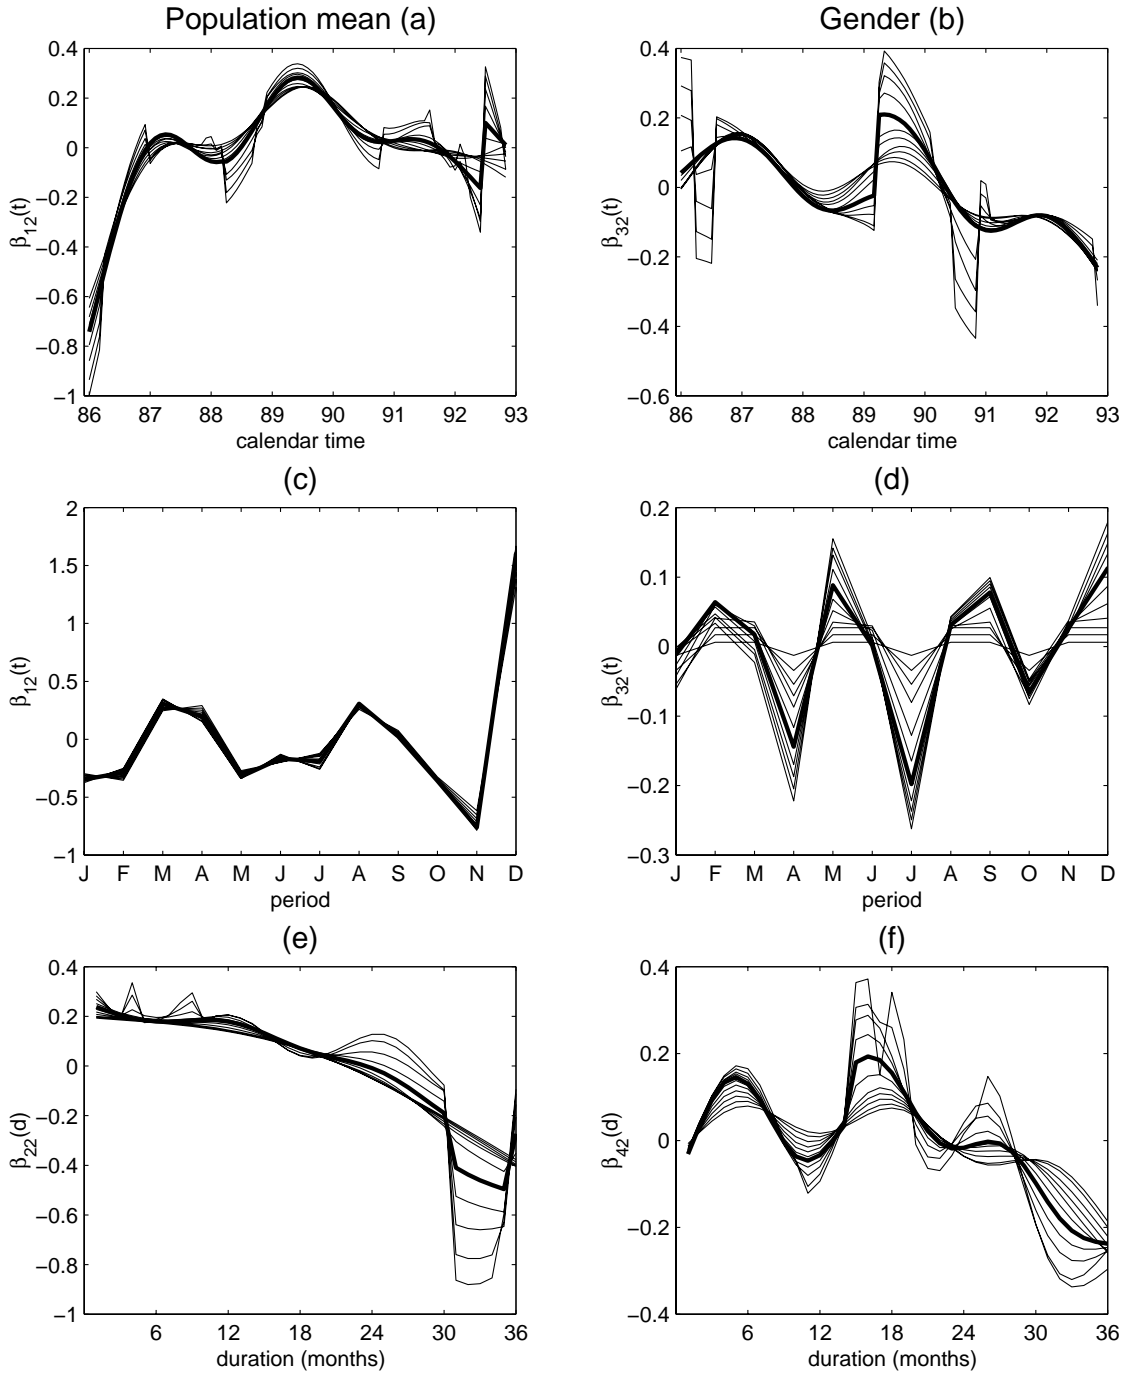 Population mean (a)
0.4
0.2
0
−0.2
−0.4
−0.6
−0.8
−1
β12(t)
86 87 88 89 90 91 92 93
calendar time
Gender (b)
0.4
0.2
0
−0.2
−0.4
−0.6
β32(t)
86 87 88 89 90 91 92 93
calendar time
(c)
2
1.5
1
0.5
0
−0.5
−1
β12(t)
J F M A M J J A S O N D
period
(d)
0.2
0.1
0
−0.1
−0.2
−0.3
β32(t)
J F M A M J J A S O N D
period
(e)
0.4
0.2
0
−0.2
−0.4
−0.6
−0.8
−1
β22(d)
6 12 18 24 30 36
duration (months)
(f)
0.4
0.2
0
−0.2
−0.4
β42(d)
6 12 18 24 30 36
duration (months)